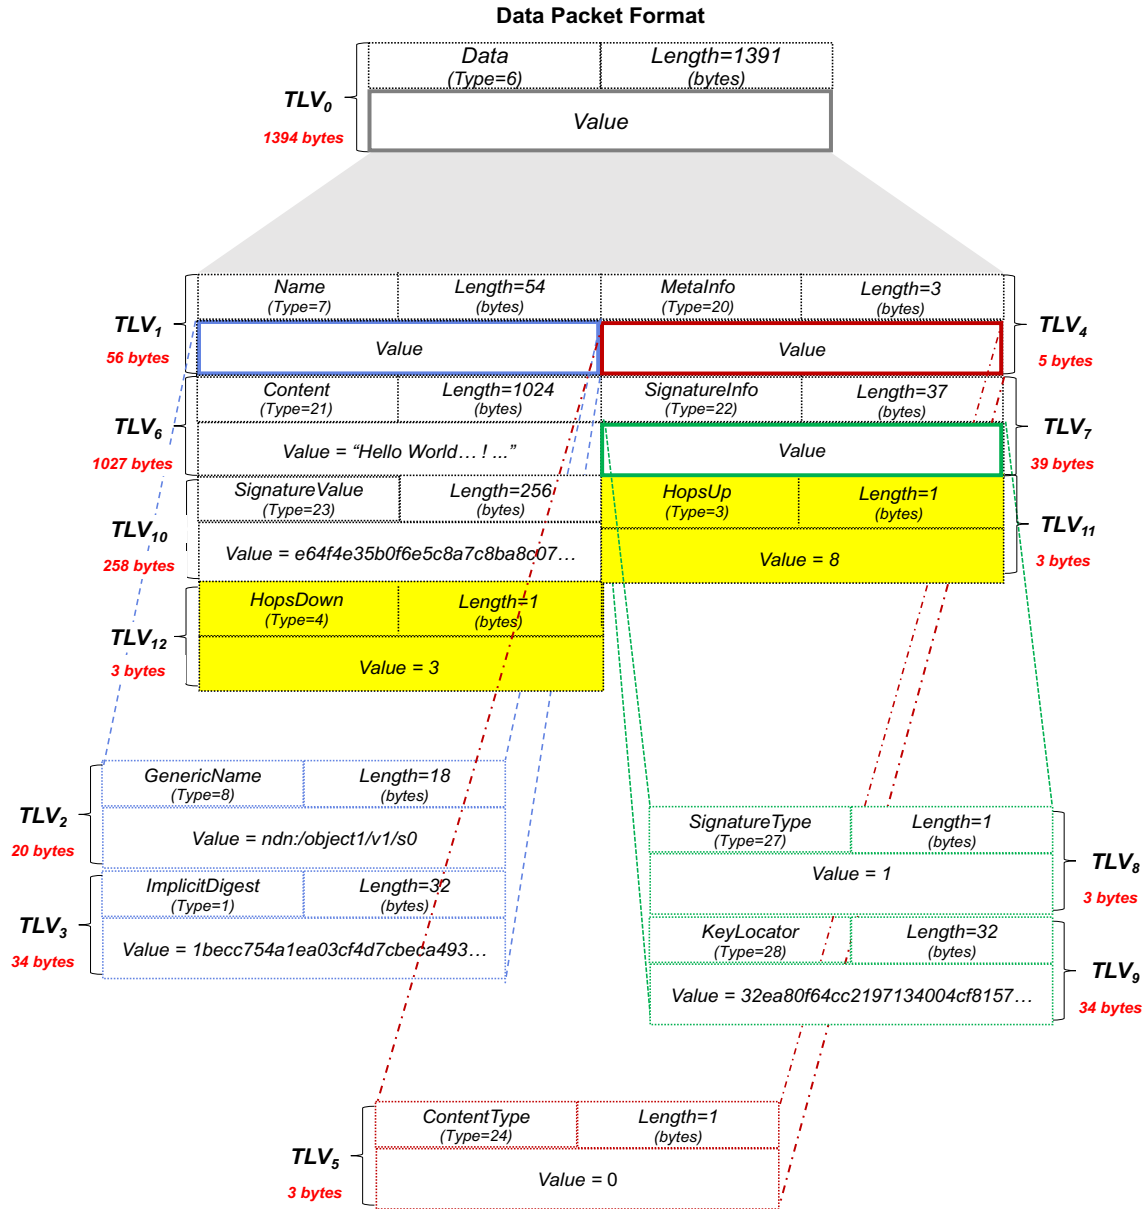 Data Packet Format
Data
(Type=6)
Length=1391
(bytes)
TLV0
1394 bytes
Value
Name
(Type=7)
Length=54
(bytes)
MetaInfo
(Type=20)
Length=3
(bytes)
TLV1
56 bytes
Value
Value
TLV4
5 bytes
Content
(Type=21)
Length=1024
(bytes)
SignatureInfo
(Type=22)
Length=37
(bytes)
TLV6
1027 bytes
Value = “Hello World… ! ...”
Value
TLV7
39 bytes
SignatureValue
(Type=23)
Length=256
(bytes)
HopsUp
(Type=3)
Length=1
(bytes)
TLV10
258 bytes
Value = e64f4e35b0f6e5c8a7c8ba8c07…
Value = 8
TLV11
3 bytes
HopsDown
(Type=4)
Length=1
(bytes)
TLV12
3 bytes
Value = 3
GenericName
(Type=8)
Length=18
(bytes)
TLV2
20 bytes
Value = ndn:/object1/v1/s0
ImplicitDigest
(Type=1)
Length=32
(bytes)
TLV3
34 bytes
Value = 1becc754a1ea03cf4d7cbeca493…
SignatureType
(Type=27)
Length=1
(bytes)
Value = 1
TLV8
3 bytes
KeyLocator
(Type=28)
Length=32
(bytes)
Value = 32ea80f64cc2197134004cf8157…
TLV9
34 bytes
ContentType
(Type=24)
Length=1
(bytes)
TLV5
3 bytes
Value = 0